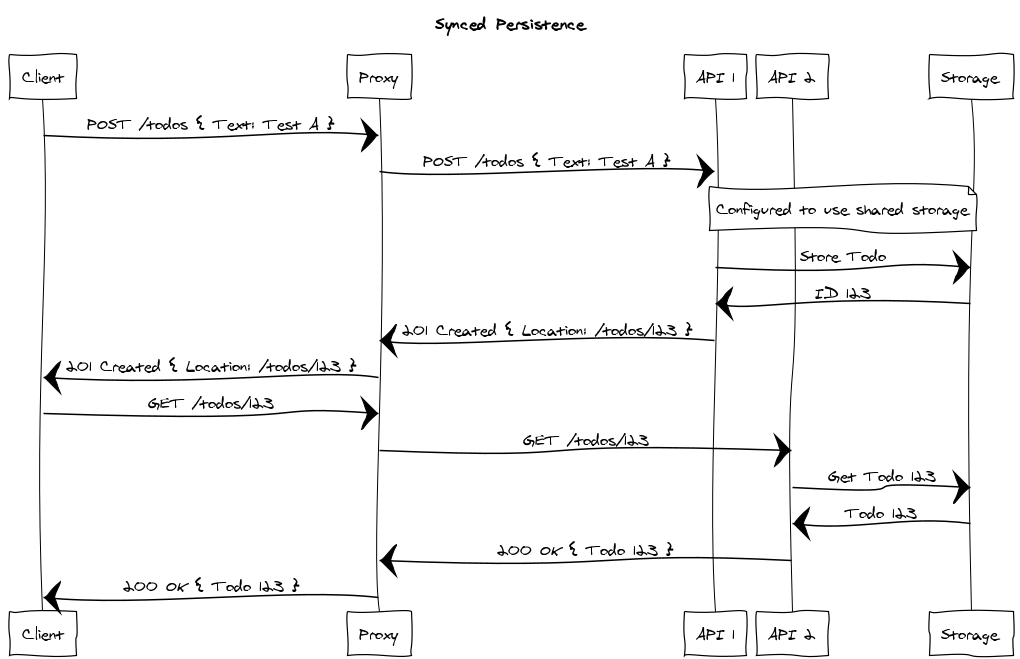 Synced Persistence
Client
Proxy
API 1
API 2
Storage
POST /todos { Text: Test A }
POST /todos { Text: Test A }
Configured to use shared storage
Store Todo
ID 123
201 Created { Location: /todos/123 }
201 Created { Location: /todos/123 }
GET /todos/123
GET /todos/123
Get Todo 123
Todo 123
200 OK { Todo 123 }
200 OK { Todo 123 }
Client
Proxy
API 1
API 2
Storage